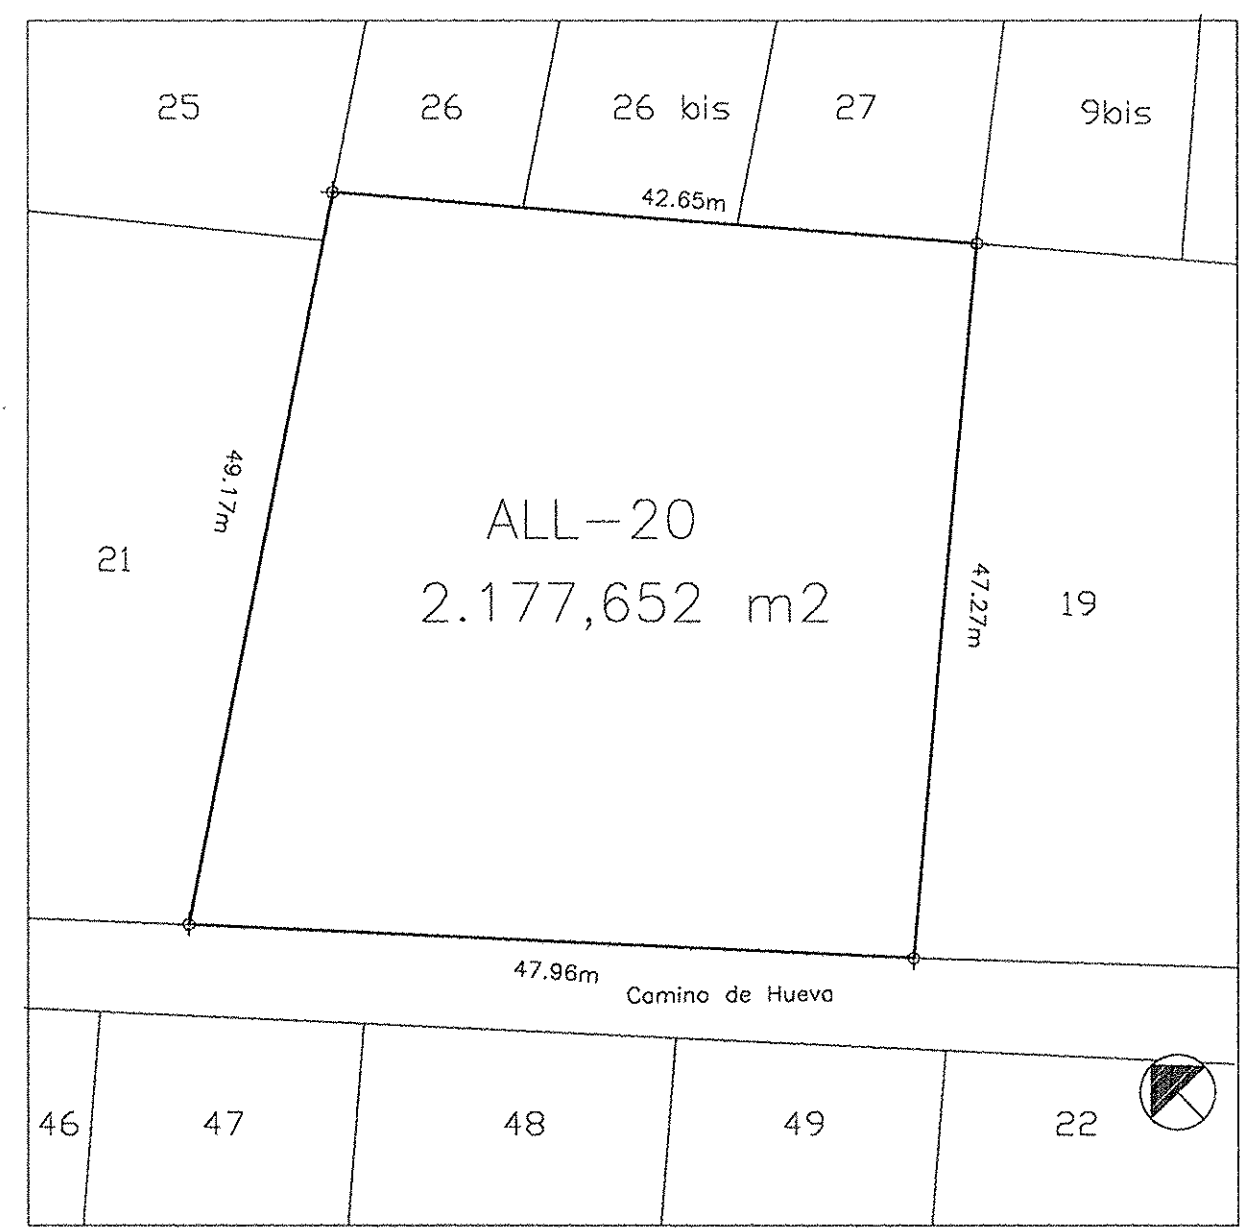 25
26
26 bis
27
9bis
42.65m
49.17m
ALL-20
2.177,652 m2
21
47.27m
19
47.96m
Camino de Hueva
46
47
48
49
22